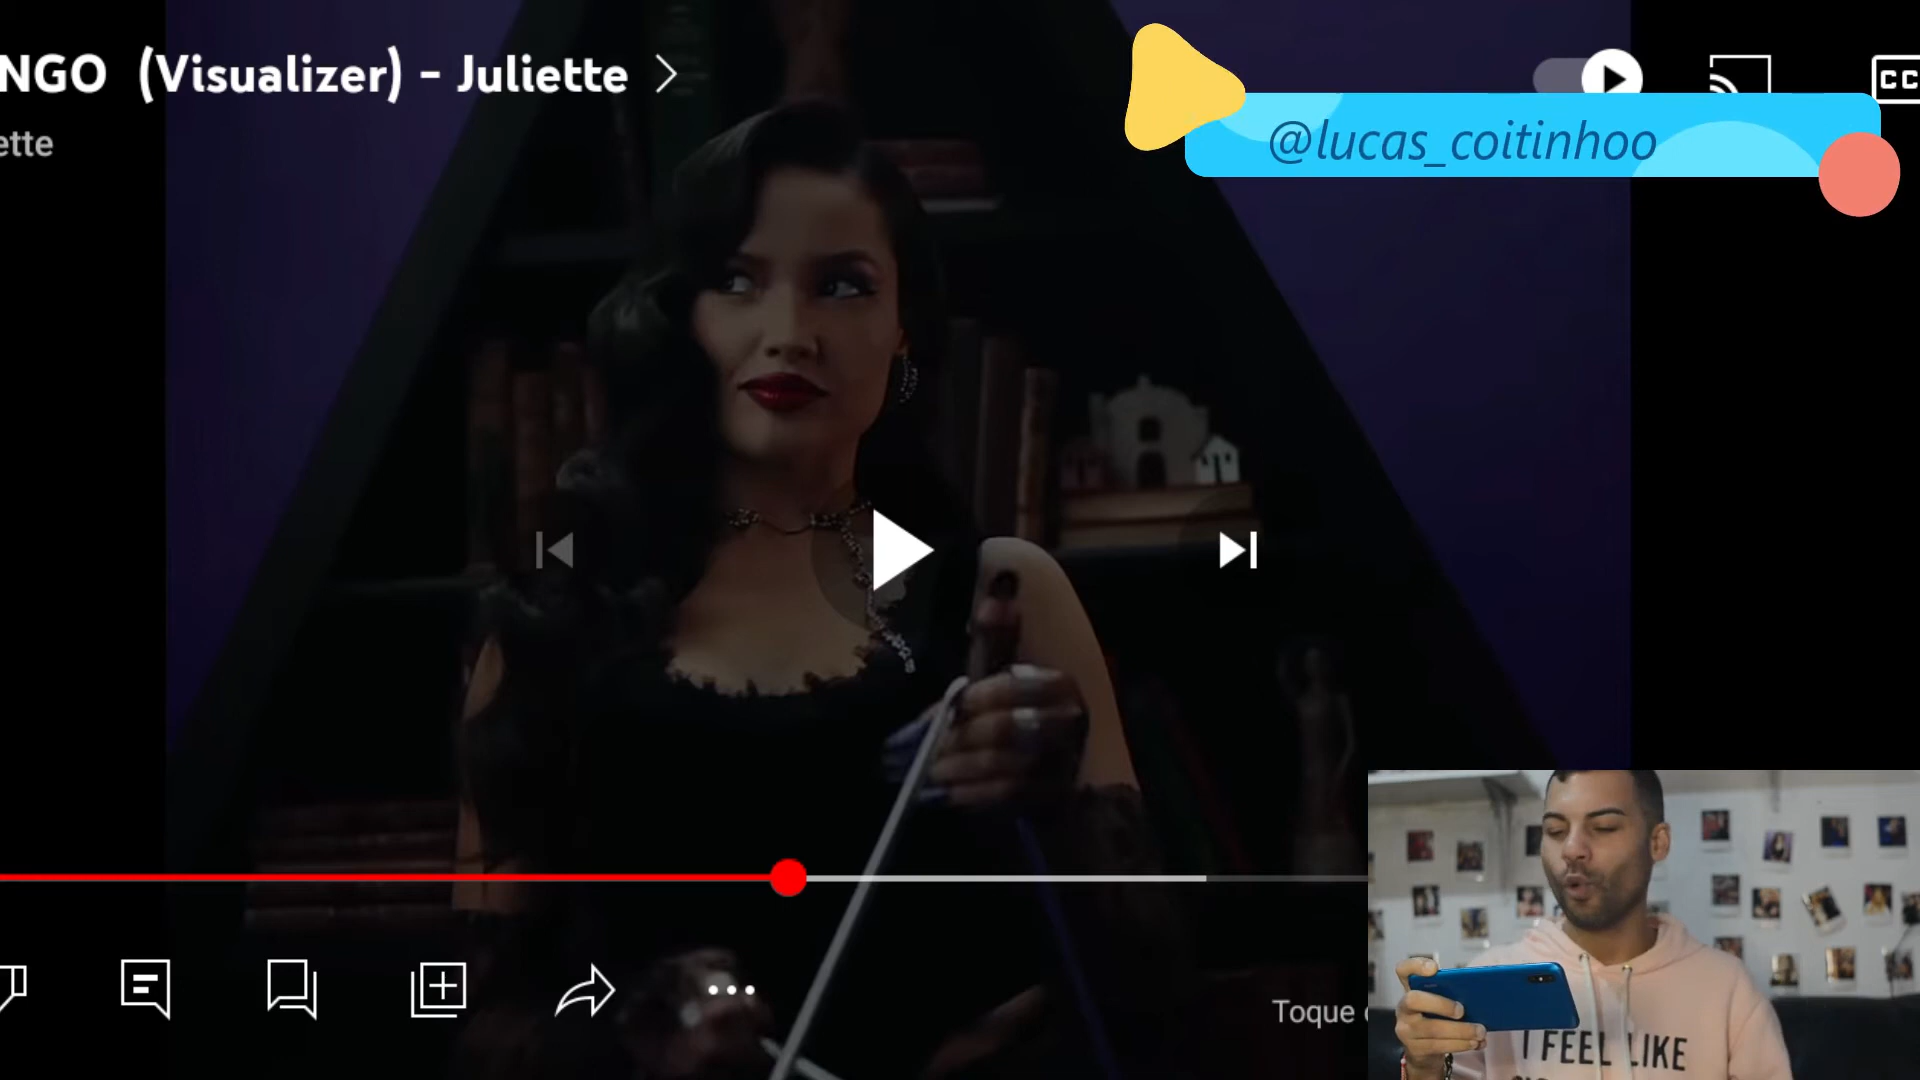 NGO (Visualizer) - Juliette
ette
@lucas_coitinhoo
CC
Toque
I FEEL LIKE